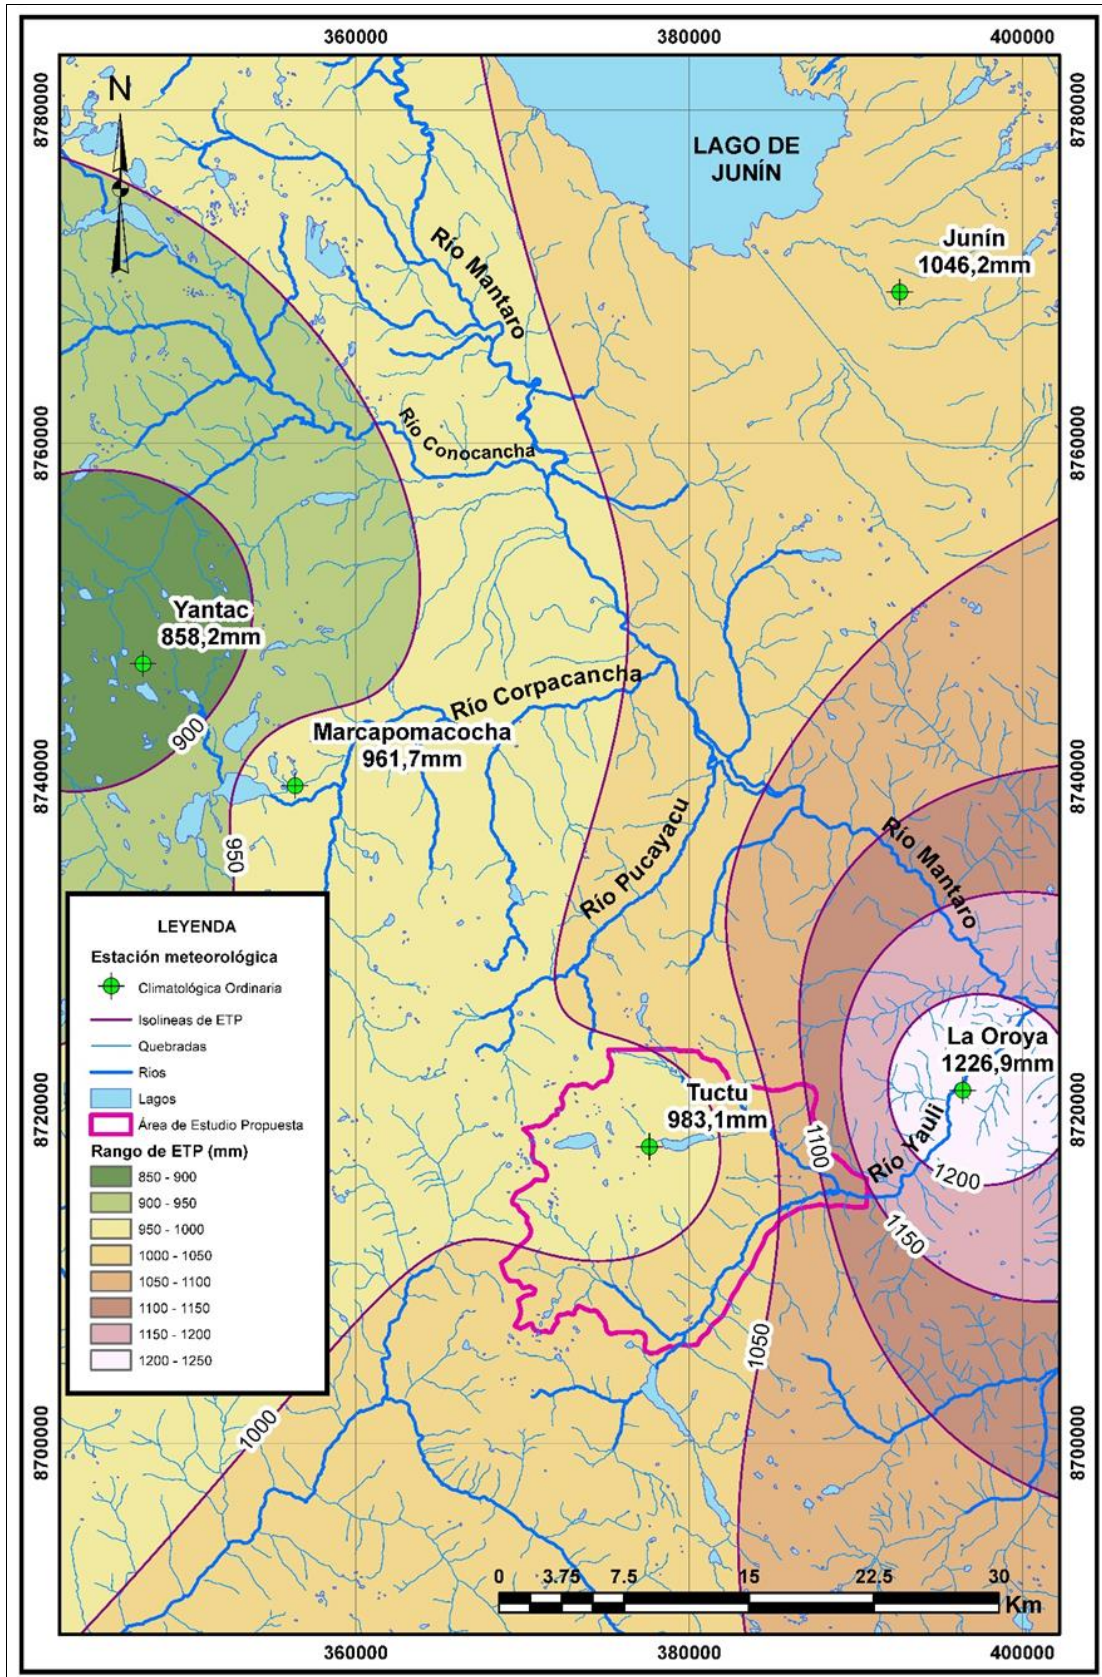 360000
380000
400000
8780000
8780000
N
LAGO DE
JUNÍN
Junín
1046,2mm
Río Mantaro
8760000
8760000
Río Conocancha
Yantac
858,2mm
Río Corpacancha
900
Marcapomacocha
961,7mm
8740000
8740000
950
Río Pucayacu
Río Mantaro
LEYENDA
Estación meteorológica
Climatológica Ordinaria
Isolineas de ETP
Quebradas
Rios
Lagos
Área de Estudio Propuesta
Rango de ETP (mm)
850 - 900
900 - 950
950 - 1000
1000 - 1050
1050 - 1100
1100 - 1150
1150 - 1200
1200 - 1250
La Oroya
1226,9mm
Tuctu
983,1mm
8720000
8720000
1100
Río Yauli
1200
1150
1050
1000
8700000
8700000
0
3.75
7.5
15
22.5
30
Km
360000
380000
400000